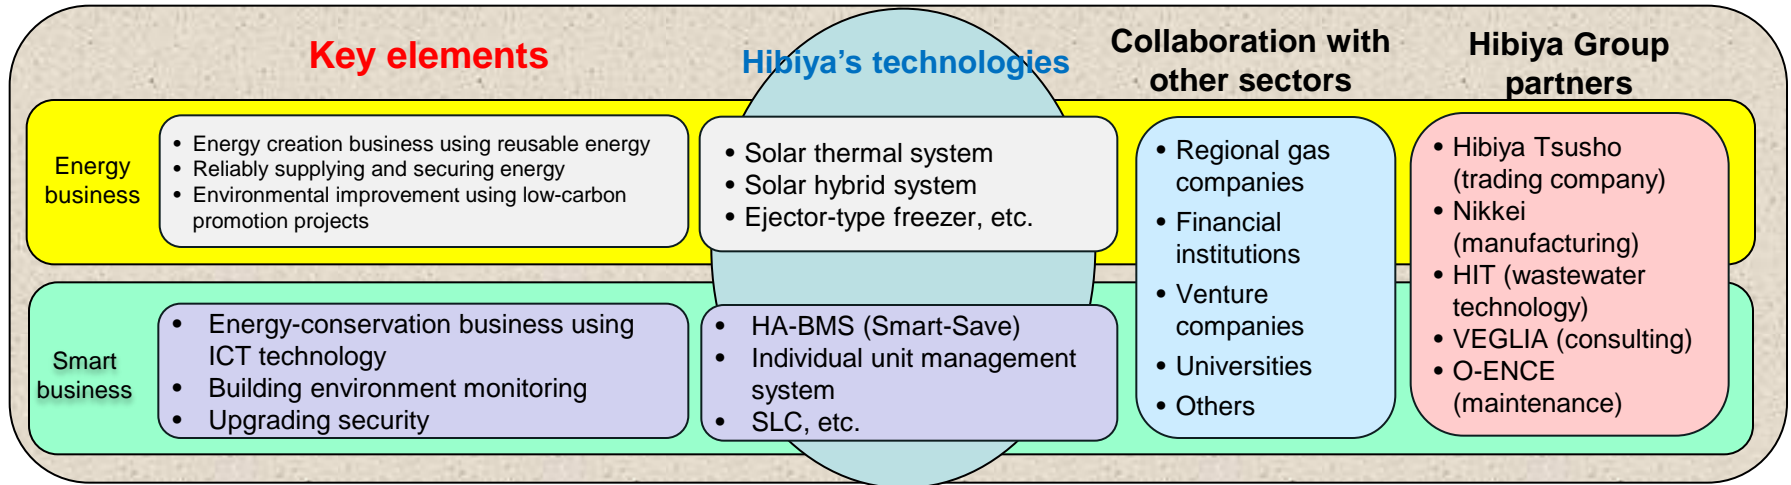 Key elements
Hibiya's technologies
Collaboration with
other sectors
Hibiya Group
partners
Energy
business
• Energy creation business using reusable energy
• Reliably supplying and securing energy
• Environmental improvement using low-carbon
promotion projects
• Solar thermal system
• Solar hybrid system
• Ejector-type freezer, etc.
Smart
business
• Energy-conservation business using
ICT technology
• Building environment monitoring
• Upgrading security
• HA-BMS (Smart-Save)
• Individual unit management
system
• SLC, etc.
• Regional gas
companies
• Financial
institutions
• Venture
companies
• Universities
• Others
• Hibiya Tsusho
(trading company)
• Nikkei
(manufacturing)
• HIT (wastewater
technology)
• VEGLIA (consulting)
• O-ENCE
(maintenance)